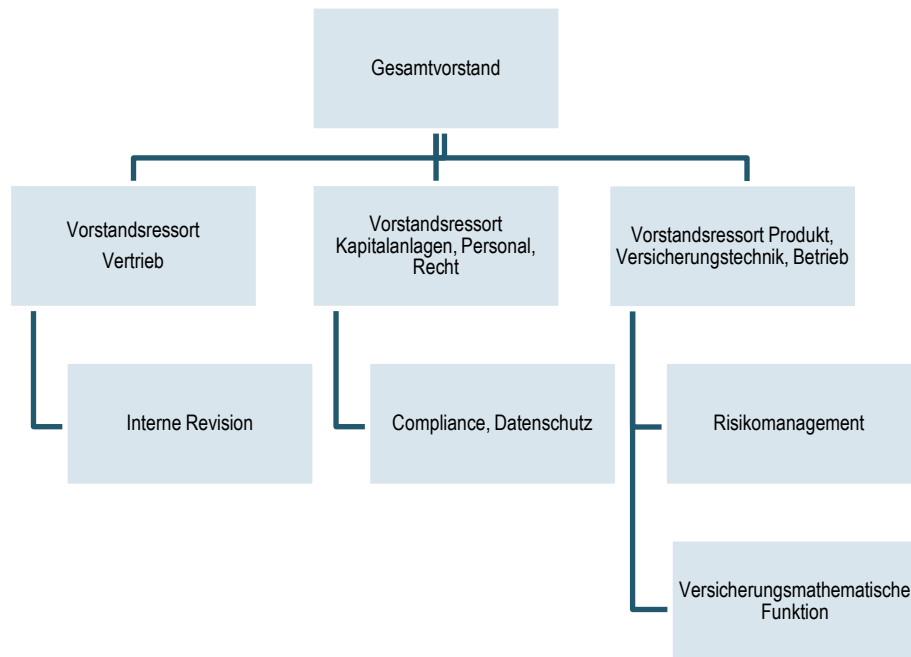 Gesamtvorstand
Vorstandsressort
Vertrieb
Vorstandsressort
Kapitalanlagen, Personal,
Recht
Vorstandsressort Produkt,
Versicherungstechnik, Betrieb
Interne Revision
Compliance, Datenschutz
Risikomanagement
Versicherungsmathematische
Funktion